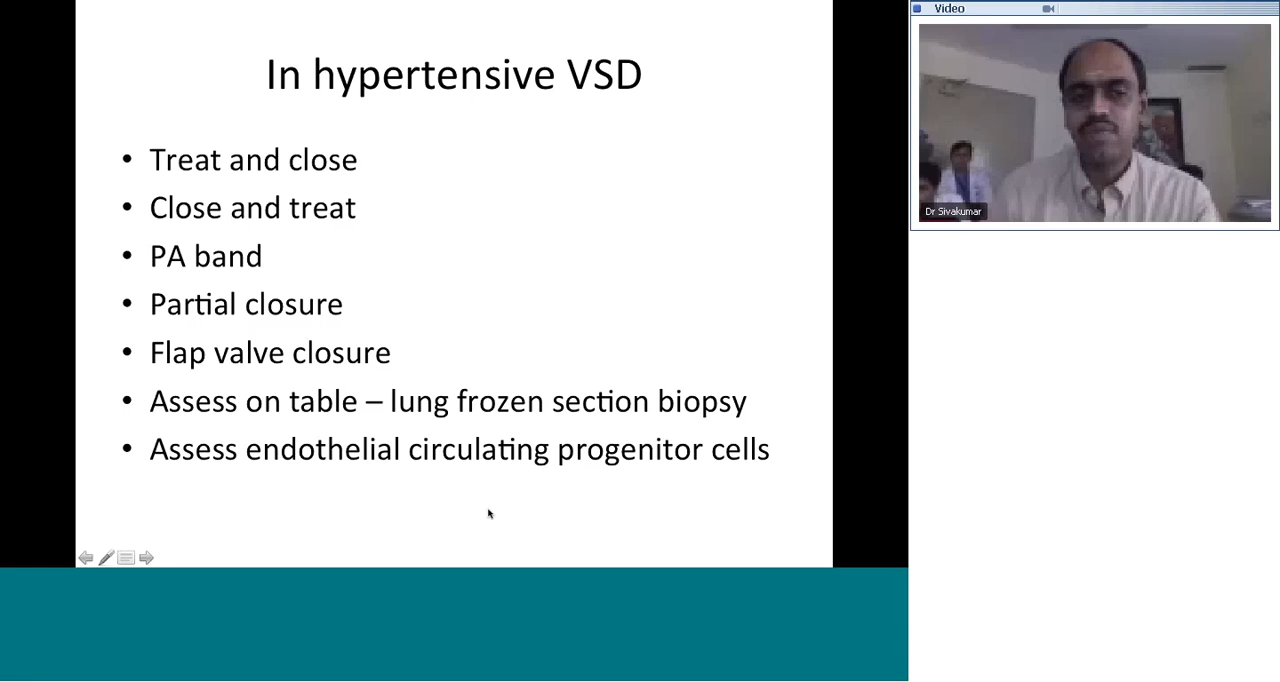 In hypertensive VSD
• Treat and close
• Close and treat
• PA band
• Partial closure
• Flap valve closure
• Assess on table – lung frozen section biopsy
• Assess endothelial circulating progenitor cells
Video
Dr Sivakumar